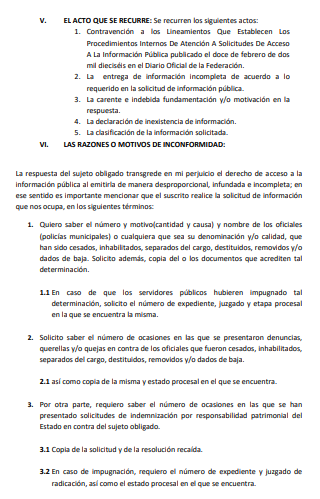 V. EL ACTO QUE SE RECURRE: Se recurren los siguientes actos:
1. Contravención a los Lineamientos Que Establecen Los
Procedimientos Internos De Atención A Solicitudes De Acceso
A La Información Pública publicado el doce de febrero de dos
mil dieciséis en el Diario Oficial de la Federación.
2. La entrega de información incompleta de acuerdo a lo
requerido en la solicitud de información pública.
3. La carente e indebida fundamentación y/o motivación en la
respuesta.
4. La declaración de inexistencia de información.
5. La clasificación de la información solicitada.
VI. LAS RAZONES O MOTIVOS DE INCONFORMIDAD:
La respuesta del sujeto obligado transgrede en mi perjuicio el derecho de acceso a la
información pública al emitirla de manera desproporcional, infundada e incompleta; en
ese sentido es importante mencionar que el suscrito realice la solicitud de información
que nos ocupa, en los siguientes términos:
1. Quiero saber el número y motivo(cantidad y causa) y nombre de los oficiales
(policías municipales) o cualquiera que sea su denominación y/o calidad, que
han sido cesados, inhabilitados, separados del cargo, destituidos, removidos y/o
dados de baja. Solicito además, copia del o los documentos que acrediten tal
determinación.
1.1 En caso de que los servidores públicos hubieren impugnado tal
determinación, solicito el número de expediente, juzgado y etapa procesal
en la que se encuentra la misma.
2. Solicito saber el número de ocasiones en las que se presentaron denuncias,
querellas y/o quejas en contra de los oficiales que fueron cesados, inhabilitados,
separados del cargo, destituidos, removidos y/o dados de baja.
2.1 así como copia de la misma y estado procesal en el que se encuentra.
3. Por otra parte, requiero saber el número de ocasiones en las que se han
presentado solicitudes de indemnización por responsabilidad patrimonial del
Estado en contra del sujeto obligado.
3.1 Copia de la solicitud y de la resolución recaída.
3.2 En caso de impugnación, requiero el número de expediente y juzgado de
radicación, así como el estado procesal en el que se encuentra.